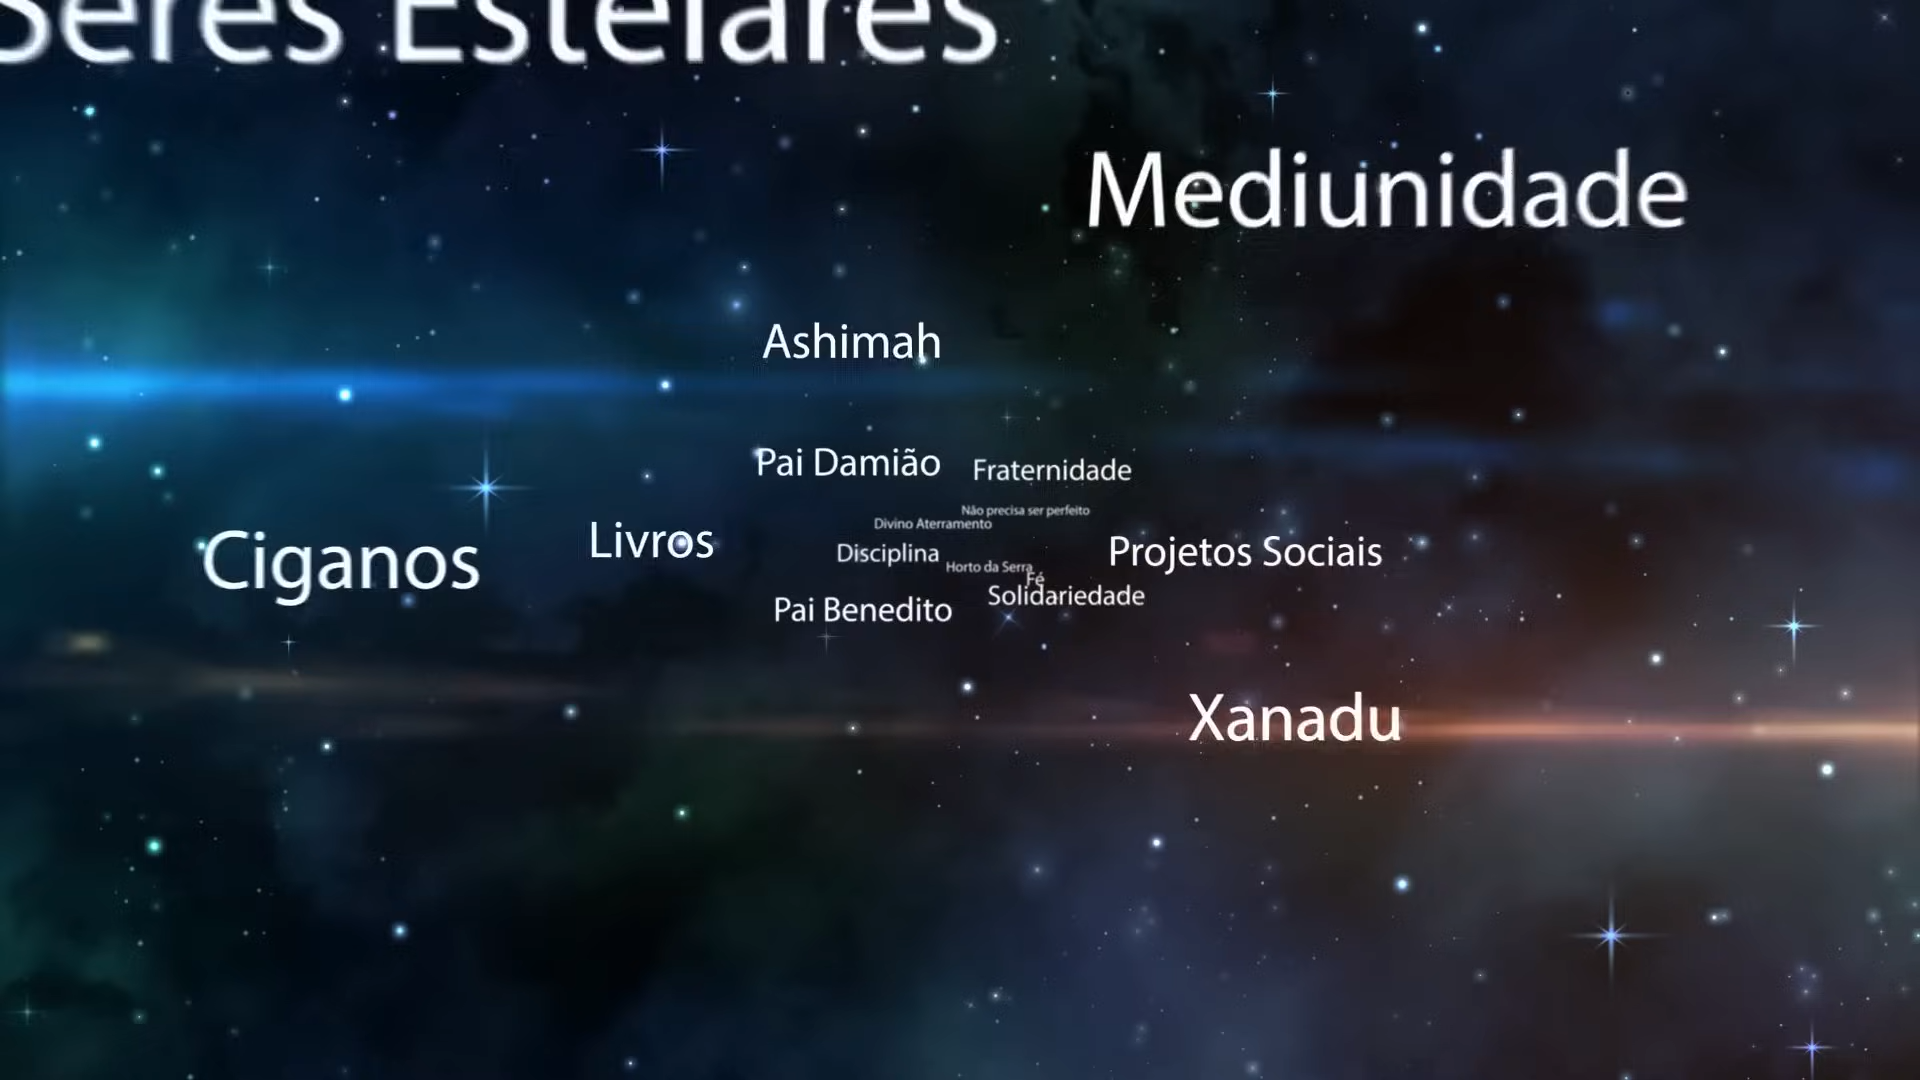 Seres Estelares
Mediunidade
Ashimah
Pai Damião
Fraternidade
Não precisa ser perfeito
Divino Aterramento
Ciganos
Livros
Disciplina
Projetos Sociais
Horto da Serra
Fé
Solidariedade
Pai Benedito
Xanadu